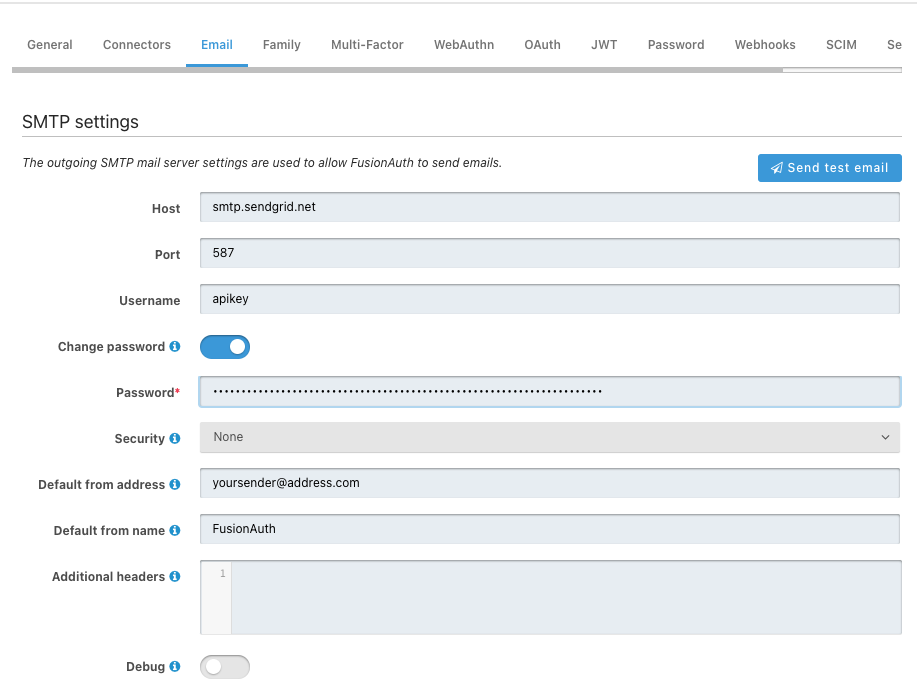 General Connectors Email Family Multi-Factor WebAuthn OAuth JWT Password Webhooks SCIM Se
SMTP settings
The outgoing SMTP mail server settings are used to allow FusionAuth to send emails.
Send test email
Host smtp.sendgrid.net
Port 587
Username apikey
Change password
Password*
Security None
Default from address yoursender@address.com
Default from name FusionAuth
Additional headers 1
Debug